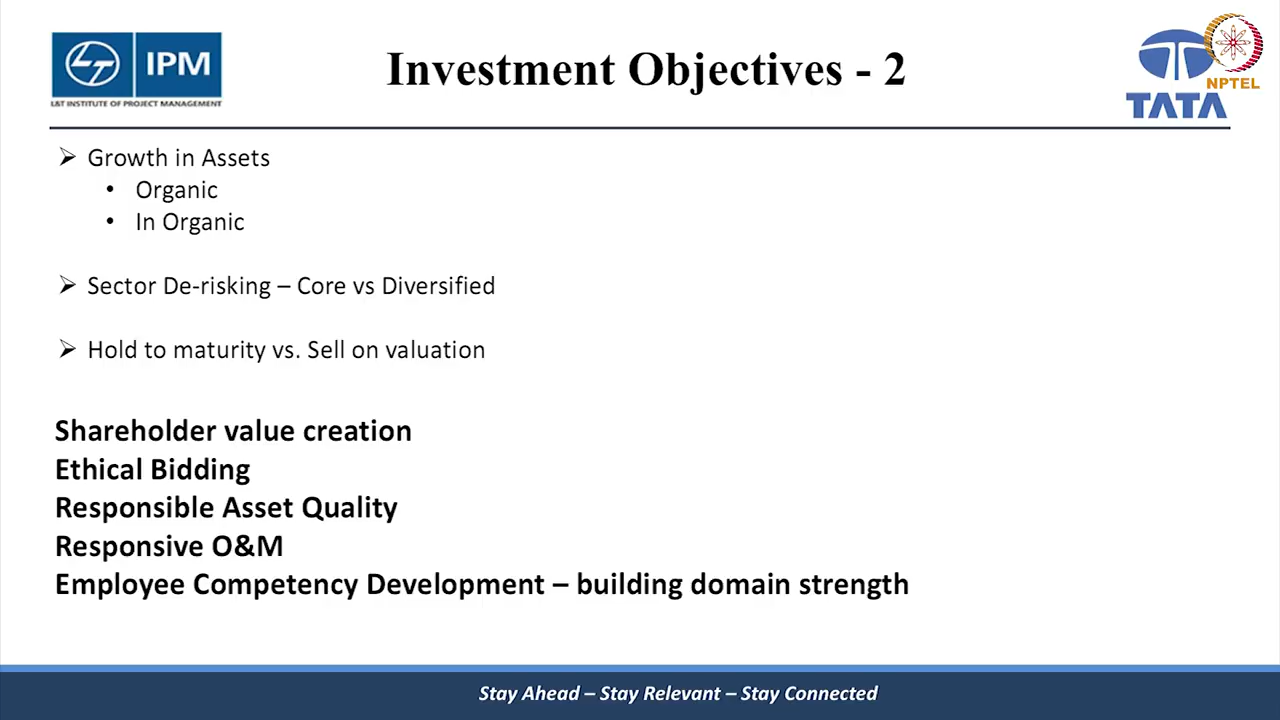 IPM
L&T INSTITUTE OF PROJECT MANAGEMENT
Investment Objectives - 2
TATA
NPTEL
➢ Growth in Assets
• Organic
• In Organic
➢ Sector De-risking – Core vs Diversified
➢ Hold to maturity vs. Sell on valuation
Shareholder value creation
Ethical Bidding
Responsible Asset Quality
Responsive O&M
Employee Competency Development – building domain strength
Stay Ahead – Stay Relevant – Stay Connected